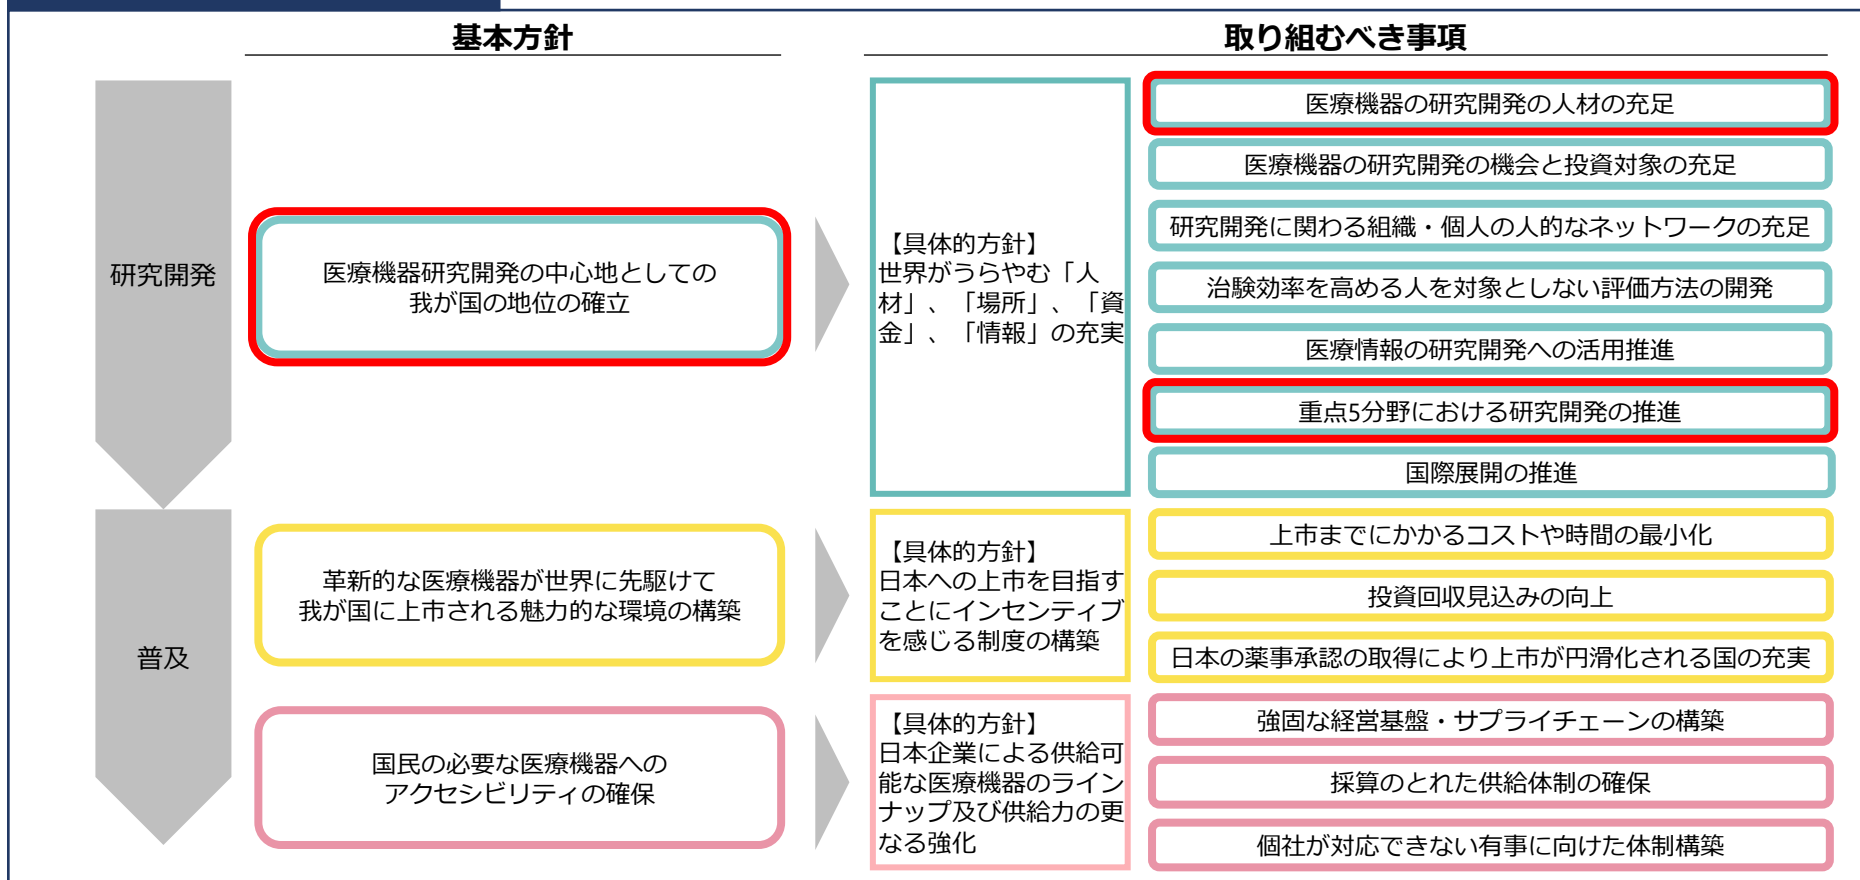 基本方針
取り組むべき事項
研究開発
医療機器研究開発の中心地としての
我が国の地位の確立
【具体的方針】
世界がうらやむ「人
材」、「場所」、「資
金」、「情報」の充実
医療機器の研究開発の人材の充足
医療機器の研究開発の機会と投資対象の充足
研究開発に関わる組織・個人の人的なネットワークの充足
治験効率を高める人を対象としない評価方法の開発
医療情報の研究開発への活用推進
重点5分野における研究開発の推進
国際展開の推進
普及
革新的な医療機器が世界に先駆けて
我が国に上市される魅力的な環境の構築
【具体的方針】
日本への上市を目指す
ことにインセンティブ
を感じる制度の構築
上市までにかかるコストや時間の最小化
投資回収見込みの向上
日本の薬事承認の取得により上市が円滑化される国の充実
国民の必要な医療機器への
アクセシビリティの確保
【具体的方針】
日本企業による供給可
能な医療機器のライン
ナップ及び供給力の更
なる強化
強固な経営基盤・サプライチェーンの構築
採算のとれた供給体制の確保
個社が対応できない有事に向けた体制構築